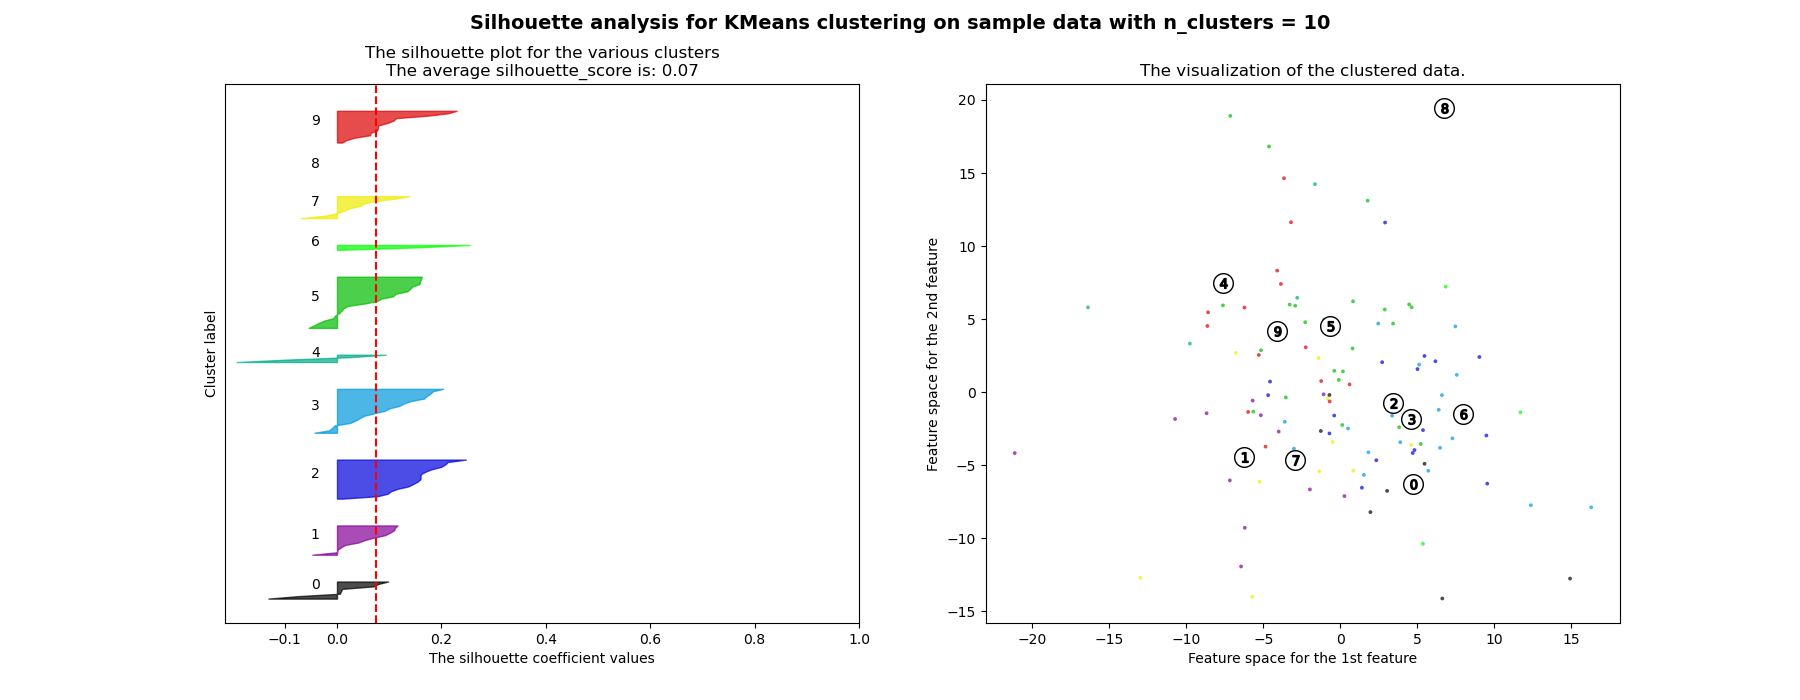 Silhouette analysis for KMeans clustering on sample data with n_clusters = 10
The silhouette plot for the various clusters
The average silhouette_score is: 0.07
Cluster label
9
8
7
6
5
4
3
2
1
0
−0.1 0.0 0.2 0.4 0.6 0.8 1.0
The silhouette coefficient values
The visualization of the clustered data.
Feature space for the 2nd feature
20
15
10
5
0
−5
−10
−15
8
4
9
5
2
3
6
1
7
0
−20 −15 −10 −5 0 5 10 15
Feature space for the 1st feature